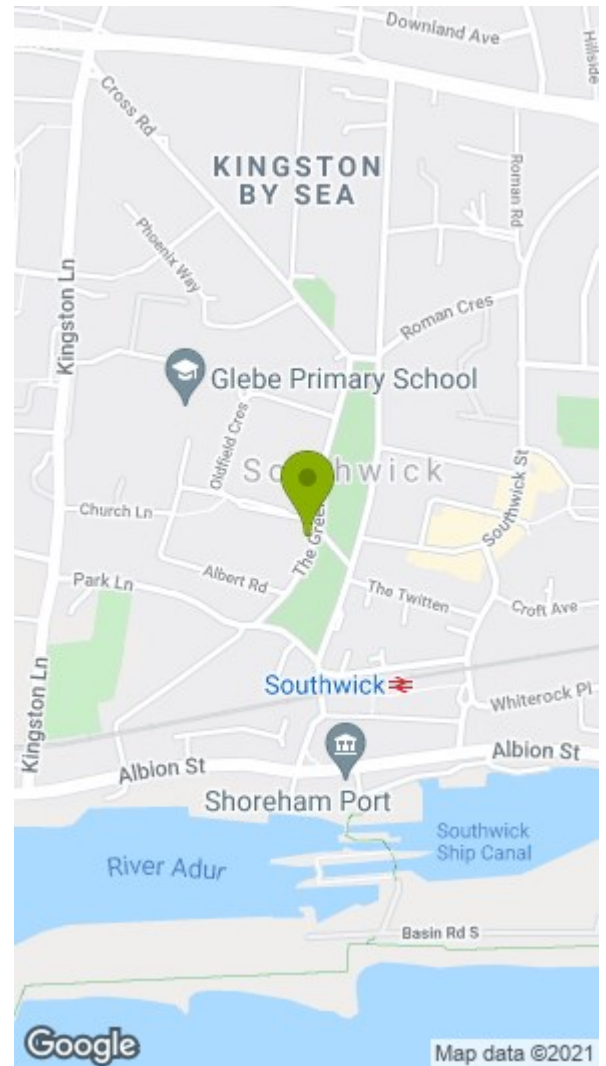 Downland Ave
Hillside
Cross Rd
KINGSTON
BY SEA
Roman Rd
Phoenix Way
Kingston Ln
Roman Cres
Glebe Primary School
Oldfield Cres
Southwick
Southwick St
Church Ln
The Green
Albert Rd
Park Ln
The Twitten
Croft Ave
Southwick
Whiterock Pl
Kingston Ln
Albion St
Albion St
Shoreham Port
Southwick
Ship Canal
River Adur
Basin Rd S
Google
Map data ©2021